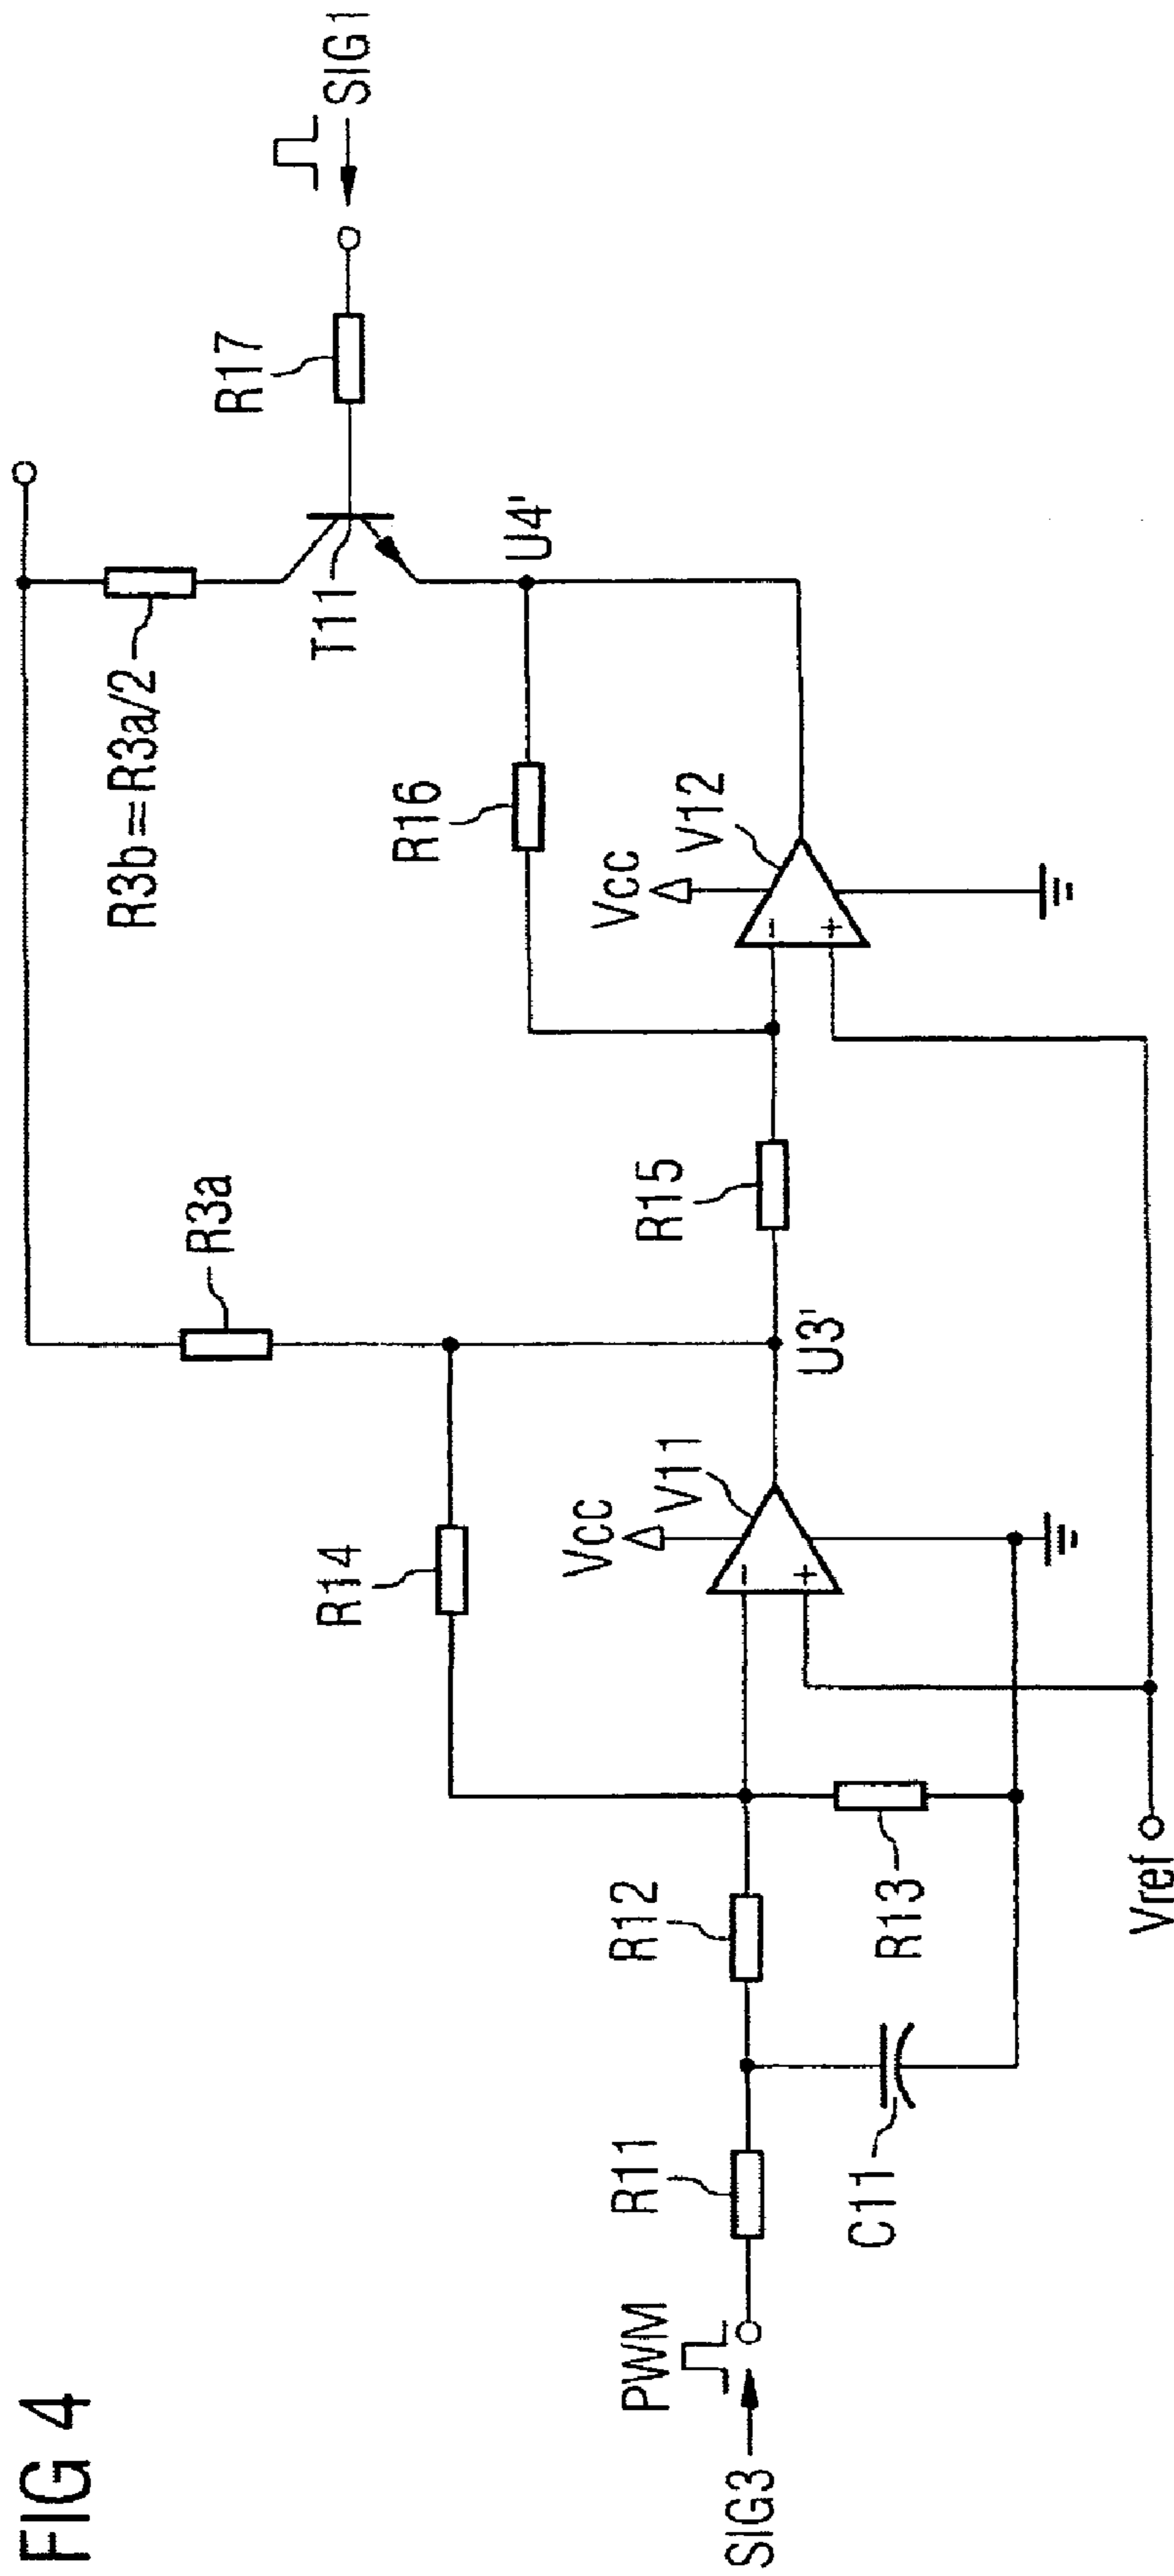 FIG 4
SIG3
PWM
R11
C11
R12
R13
Vref
R14
Vcc
V11
U3'
R3a
R15
R16
Vcc
V12
R3b=R3a/2
T11
U4'
R17
SIG1
-
+
-
+